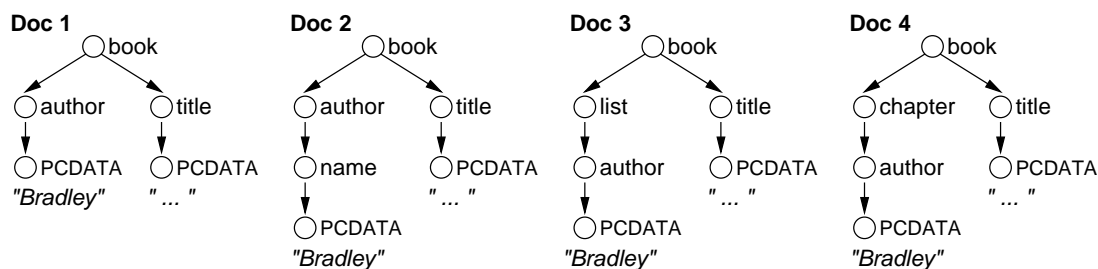 Doc 1 Doc 2 Doc 3 Doc 4
book book book book
author title author title list title chapter title
PCDATA PCDATA name PCDATA author PCDATA author PCDATA
"Bradley" " ... " " ... " " ... " " ... "
PCDATA PCDATA PCDATA
"Bradley" "Bradley" "Bradley"